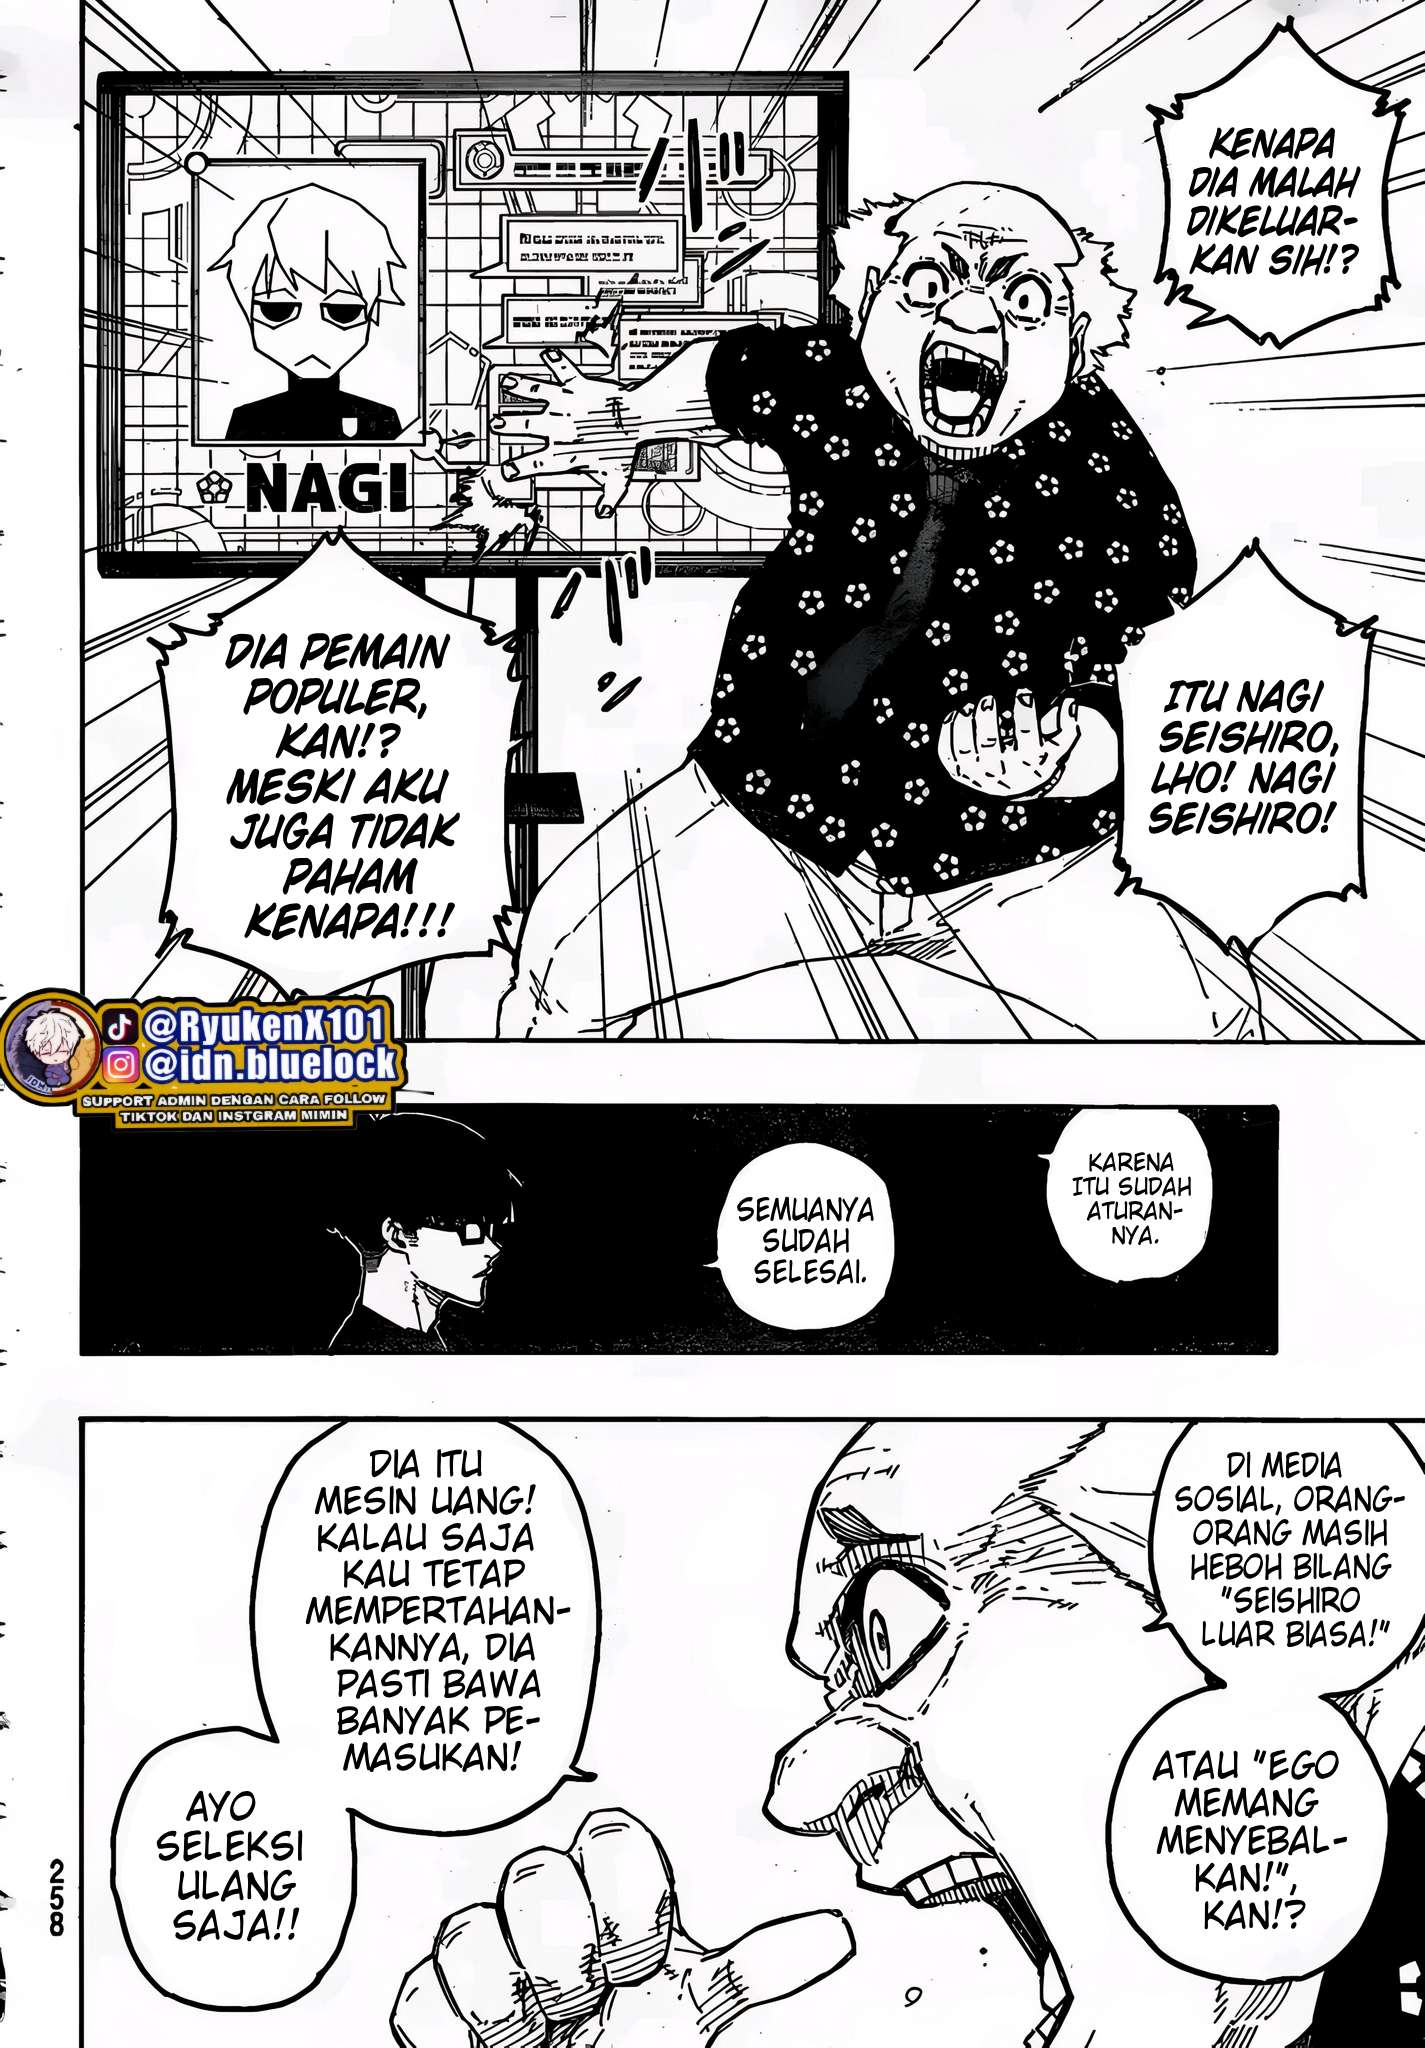 KENAPA
DIA MALAH
DIKELUAR-
KAN SIH!?
NAGI
ITU NAGI
SEISHIRO,
LHO! NAGI
SEISHIRO!
DIA PEMAIN
POPULER,
KAN!?
MESKI AKU
JUGA TIDAK
PAHAM
KENAPA!!!
@RyukenX101
@idn.bluelock
SUPPORT ADMIN DENGAN CARA FOLLOW
TIKTOK DAN INSTGRAM MIMIN
KARENA
ITU SUDAH
ATURAN-
NYA.
SEMUANYA
SUDAH
SELESAI.
DI MEDIA
SOSIAL, ORANG-
ORANG MASIH
HEBOH BILANG
"SEISHIRO
LUAR BIASA!"
ATAU "EGO
MEMANG
MENYEBAL-
KAN!",
KAN!?
DIA ITU
MESIN UANG!
KALAU SAJA
KAU TETAP
MEMPERTAHAN-
KANNYA, DIA
PASTI BAWA
BANYAK PE-
MASUKAN!
AYO
SELEKSI
ULANG
SAJA!!
258